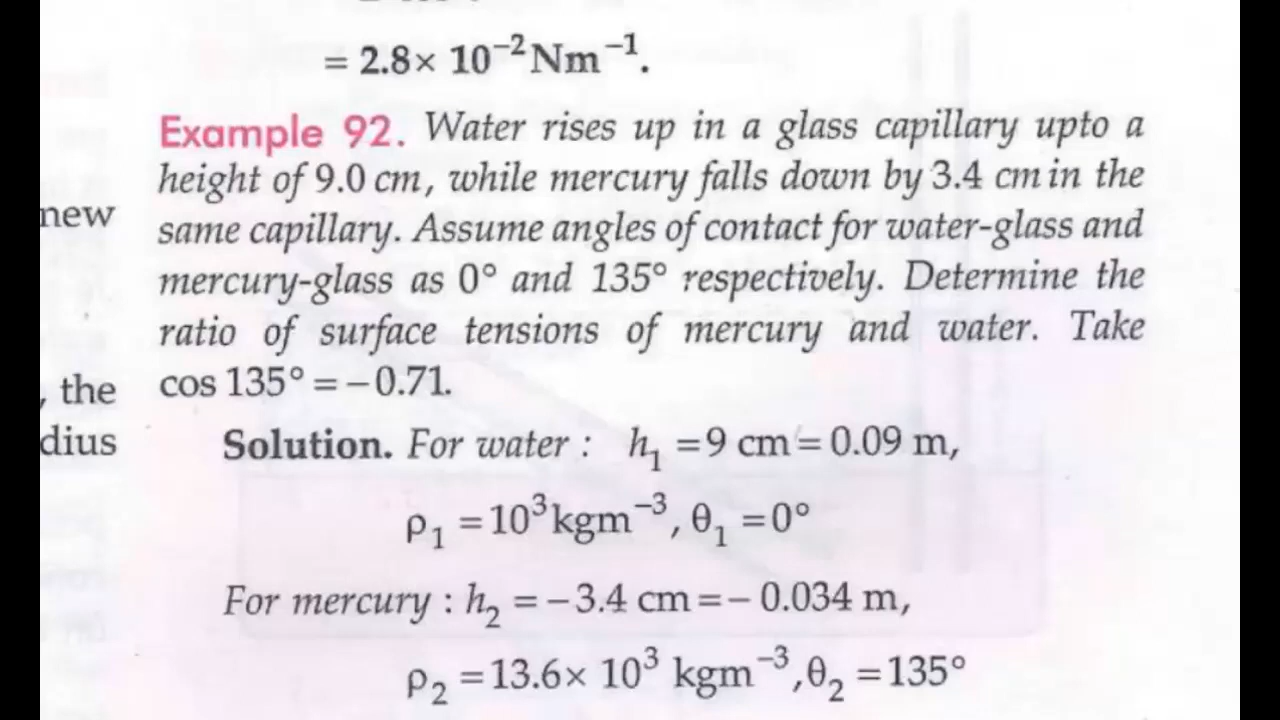 = 2.8× 10⁻² Nm⁻¹.
Example 92. Water rises up in a glass capillary upto a
height of 9.0 cm, while mercury falls down by 3.4 cm in the
new
same capillary. Assume angles of contact for water-glass and
mercury-glass as 0° and 135° respectively. Determine the
ratio of surface tensions of mercury and water. Take
, the
cos 135° = – 0.71.
dius
Solution. For water : h₁ = 9 cm = 0.09 m,
ρ₁ = 10³ kgm⁻³, θ₁ = 0°
For mercury : h₂ = – 3.4 cm = – 0.034 m,
ρ₂ = 13.6× 10³ kgm⁻³, θ₂ = 135°